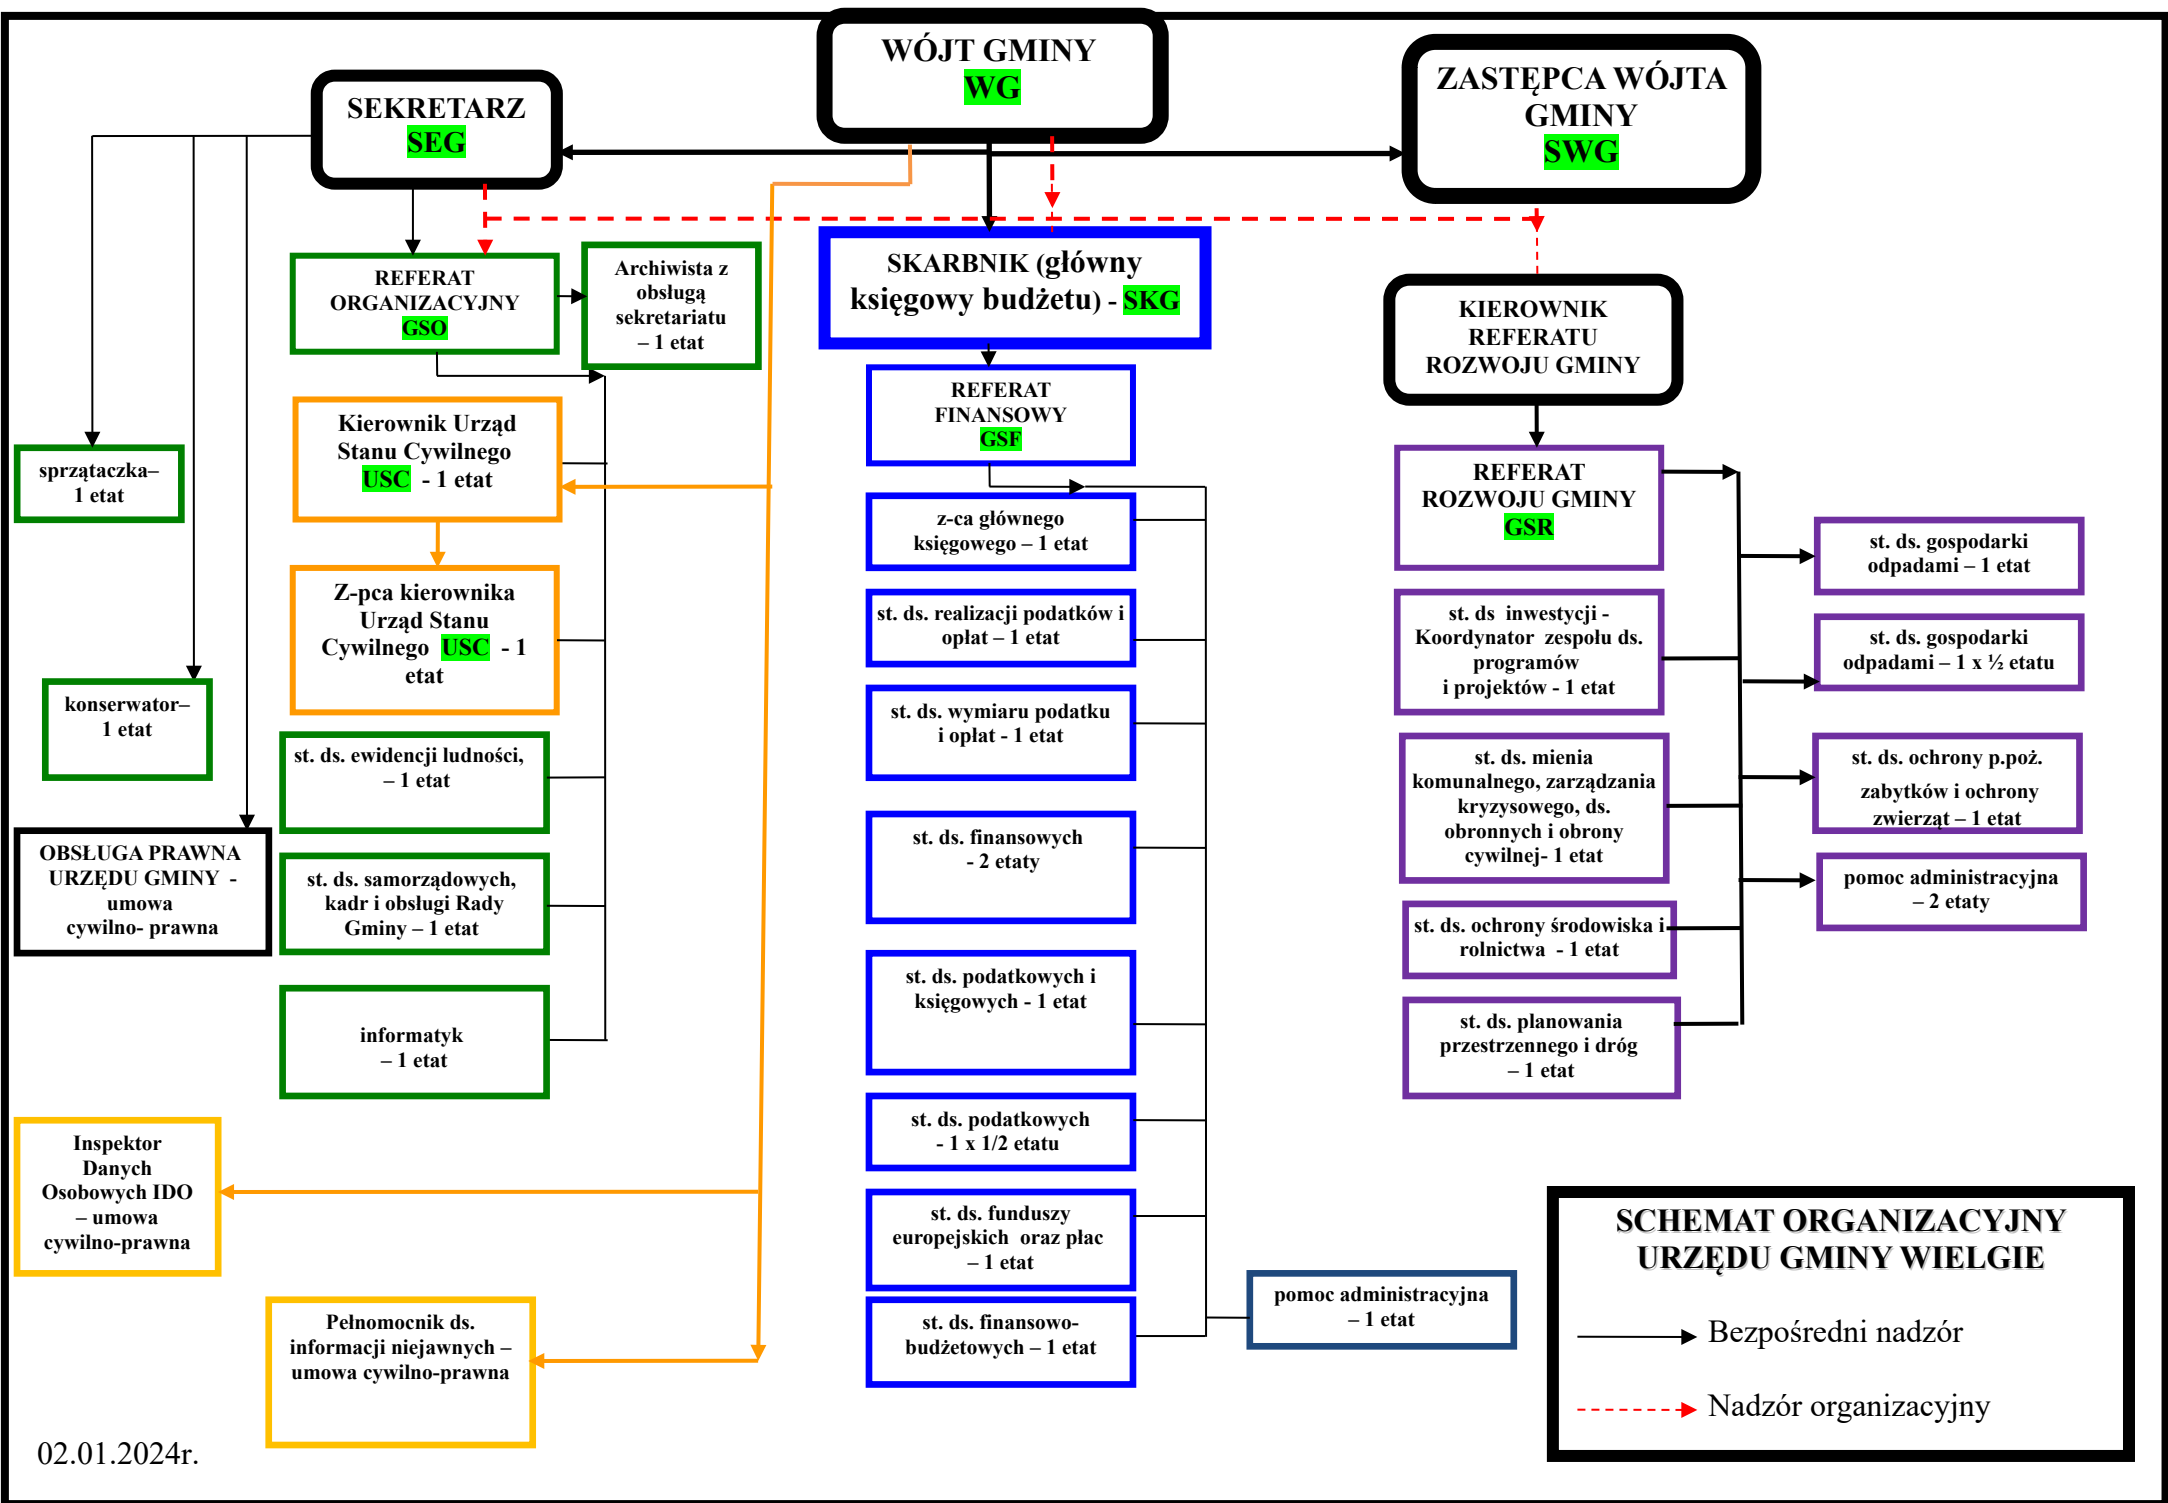 WÓJT GMINY
WG
SEKRETARZ
SEG
ZASTĘPCA WÓJTA
GMINY
SWG
REFERAT
ORGANIZACYJNY
GSO
Archiwista z
obsługą
sekretariatu
– 1 etat
SKARBNIK (główny
księgowy budżetu) - SKG
KIEROWNIK
REFERATU
ROZWOJU GMINY
REFERAT
FINANSOWY
GSF
Kierownik Urząd
Stanu Cywilnego
USC - 1 etat
sprzątaczka–
1 etat
REFERAT
ROZWOJU GMINY
GSR
z-ca głównego
księgowego – 1 etat
st. ds. gospodarki
odpadami – 1 etat
Z-pca kierownika
Urząd Stanu
Cywilnego USC - 1
etat
st. ds. realizacji podatków i
opłat – 1 etat
st. ds inwestycji -
Koordynator zespołu ds.
programów
i projektów - 1 etat
st. ds. gospodarki
odpadami – 1 x ½ etatu
konserwator–
1 etat
st. ds. wymiaru podatku
i opłat - 1 etat
st. ds. ewidencji ludności,
– 1 etat
st. ds. mienia
komunalnego, zarządzania
kryzysowego, ds.
obronnych i obrony
cywilnej- 1 etat
st. ds. ochrony p.poż.
zabytków i ochrony
zwierząt – 1 etat
OBSŁUGA PRAWNA
URZĘDU GMINY -
umowa
cywilno- prawna
st. ds. finansowych
- 2 etaty
st. ds. samorządowych,
kadr i obsługi Rady
Gminy – 1 etat
pomoc administracyjna
– 2 etaty
st. ds. ochrony środowiska i
rolnictwa - 1 etat
st. ds. podatkowych i
księgowych - 1 etat
informatyk
– 1 etat
st. ds. planowania
przestrzennego i dróg
– 1 etat
st. ds. podatkowych
- 1 x 1/2 etatu
Inspektor
Danych
Osobowych IDO
– umowa
cywilno-prawna
st. ds. funduszy
europejskich oraz płac
– 1 etat
pomoc administracyjna
– 1 etat
Pełnomocnik ds.
informacji niejawnych –
umowa cywilno-prawna
st. ds. finansowo-
budżetowych – 1 etat
SCHEMAT ORGANIZACYJNY
URZĘDU GMINY WIELGIE
Bezpośredni nadzór
Nadzór organizacyjny
02.01.2024r.